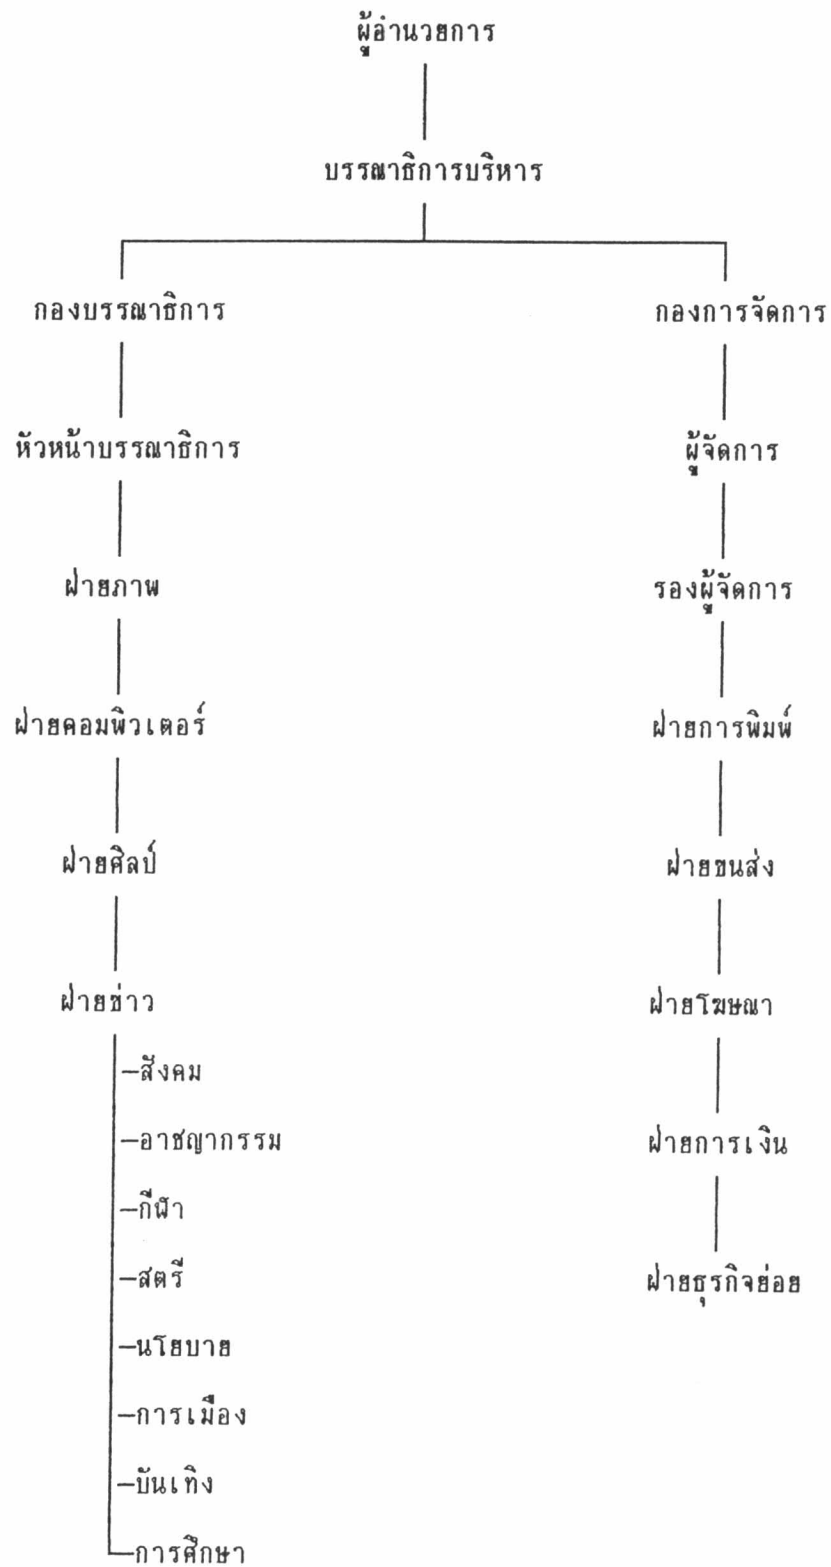 ผู้อำนวยการ
บรรณาธิการบริหาร
กองบรรณาธิการ
กองการจัดการ
หัวหน้าบรรณาธิการ
ผู้จัดการ
ฝ่ายภาพ
รองผู้จัดการ
ฝ่ายคอมพิวเตอร์
ฝ่ายการพิมพ์
ฝ่ายศิลป์
ฝ่ายขนส่ง
ฝ่ายข่าว
ฝ่ายโฆษณา
-สังคม
-อาชญากรรม
ฝ่ายการเงิน
-กีฬา
-สตรี
ฝ่ายธุรกิจย่อย
-นโยบาย
-การเมือง
-บันเทิง
-การศึกษา